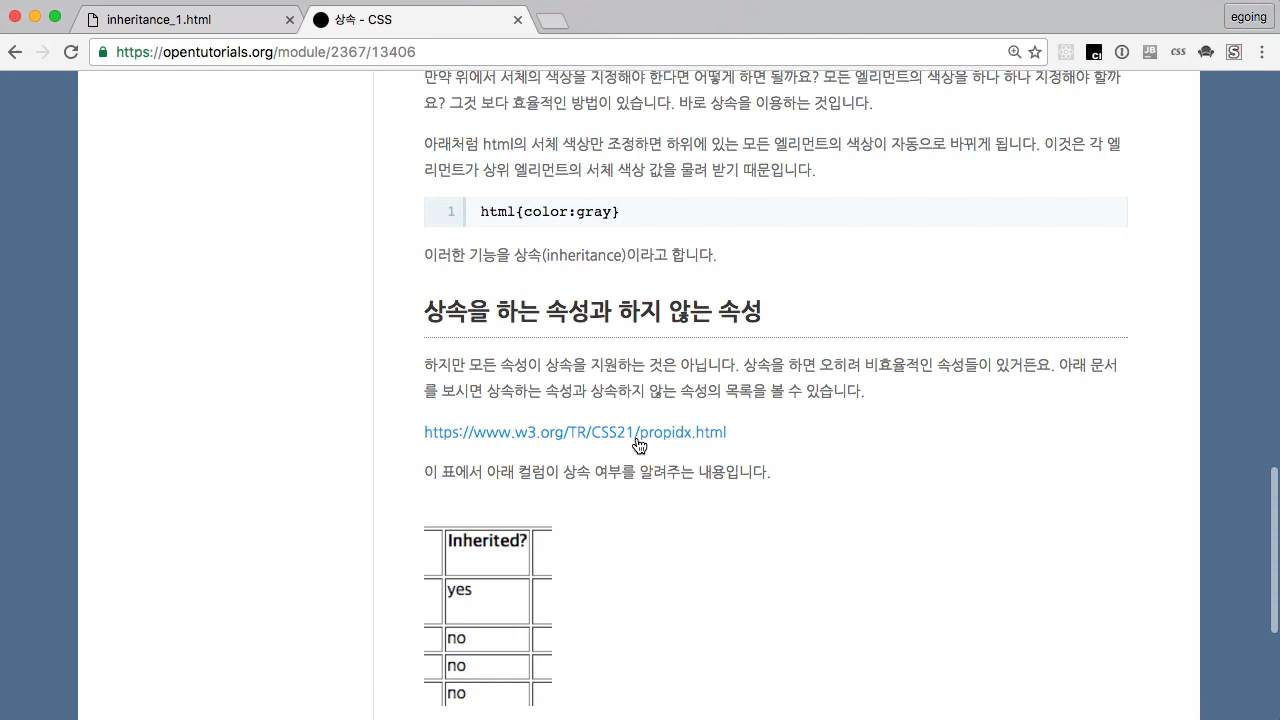 inheritance_1.html
상속 - CSS
egoing
https://opentutorials.org/module/2367/13406
만약 위에서 서체의 색상을 지정해야 한다면 어떻게 하면 될까요? 모든 엘리먼트의 색상을 하나 하나 지정해야 할까
요? 그것 보다 효율적인 방법이 있습니다. 바로 상속을 이용하는 것입니다.
아래처럼 html의 서체 색상만 조정하면 하위에 있는 모든 엘리먼트의 색상이 자동으로 바뀌게 됩니다. 이것은 각 엘
리먼트가 상위 엘리먼트의 서체 색상 값을 물려 받기 때문입니다.
1 html{color:gray}
이러한 기능을 상속(inheritance)이라고 합니다.
상속을 하는 속성과 하지 않는 속성
하지만 모든 속성이 상속을 지원하는 것은 아닙니다. 상속을 하면 오히려 비효율적인 속성들이 있거든요. 아래 문서
를 보시면 상속하는 속성과 상속하지 않는 속성의 목록을 볼 수 있습니다.
https://www.w3.org/TR/CSS21/propidx.html
이 표에서 아래 컬럼이 상속 여부를 알려주는 내용입니다.
Inherited?
yes
no
no
no